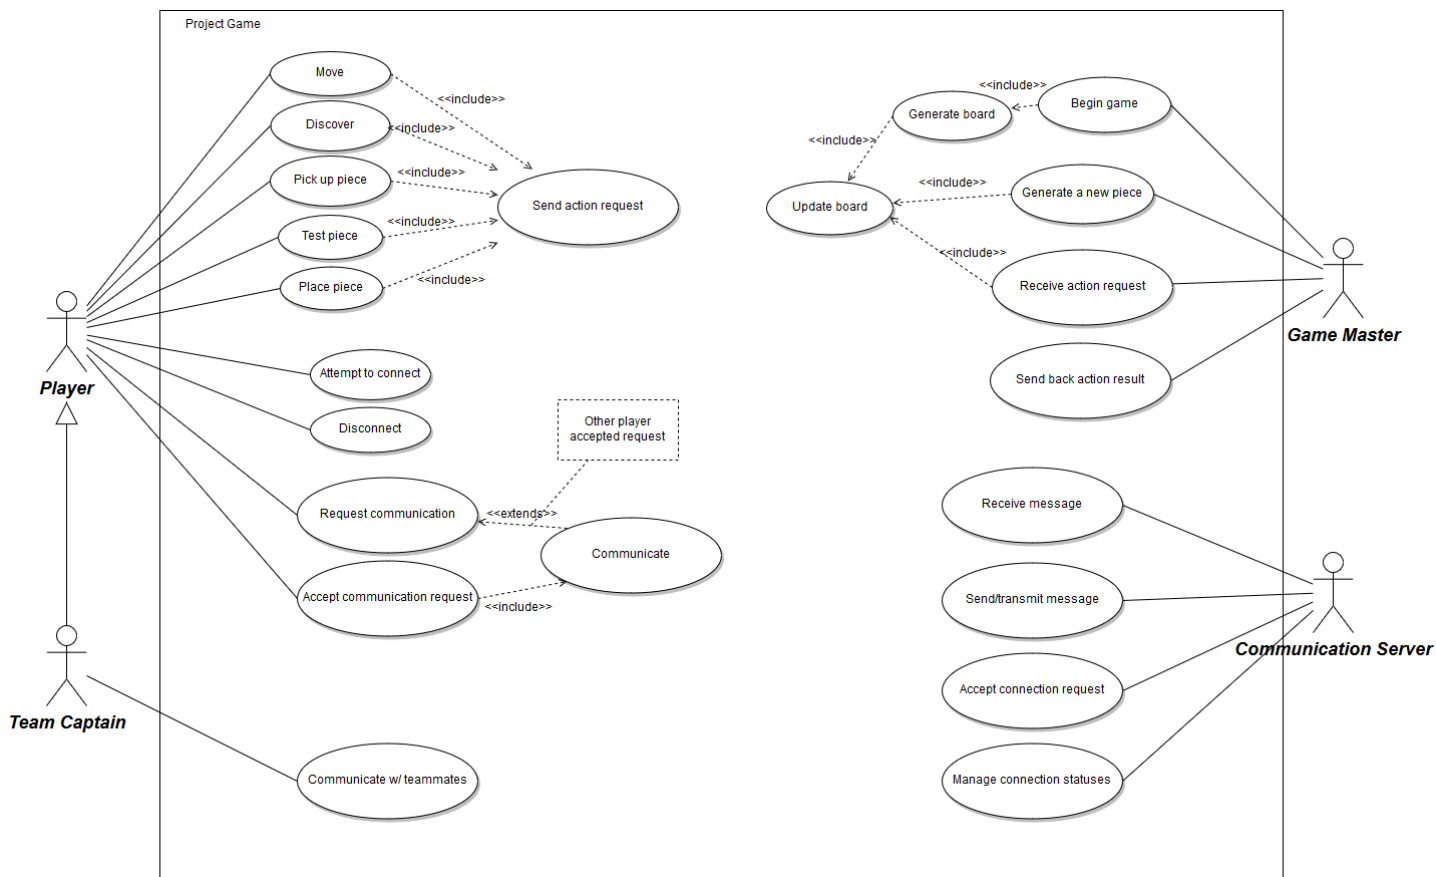 Project Game
Move
<<include>>
Discover
<<include>>
Pick up piece
<<include>>
Send action request
Test piece
<<include>>
Place piece
<<include>>
Player
Attempt to connect
Disconnect
Other player
accepted request
Request communication
<<extends>>
Communicate
Accept communication request
<<include>>
Team Captain
Communicate w/ teammates
<<include>>
Begin game
Generate board
<<include>>
<<include>>
Generate a new piece
Update board
<<include>>
Receive action request
Game Master
Send back action result
Receive message
Send/transmit message
Communication Server
Accept connection request
Manage connection statuses